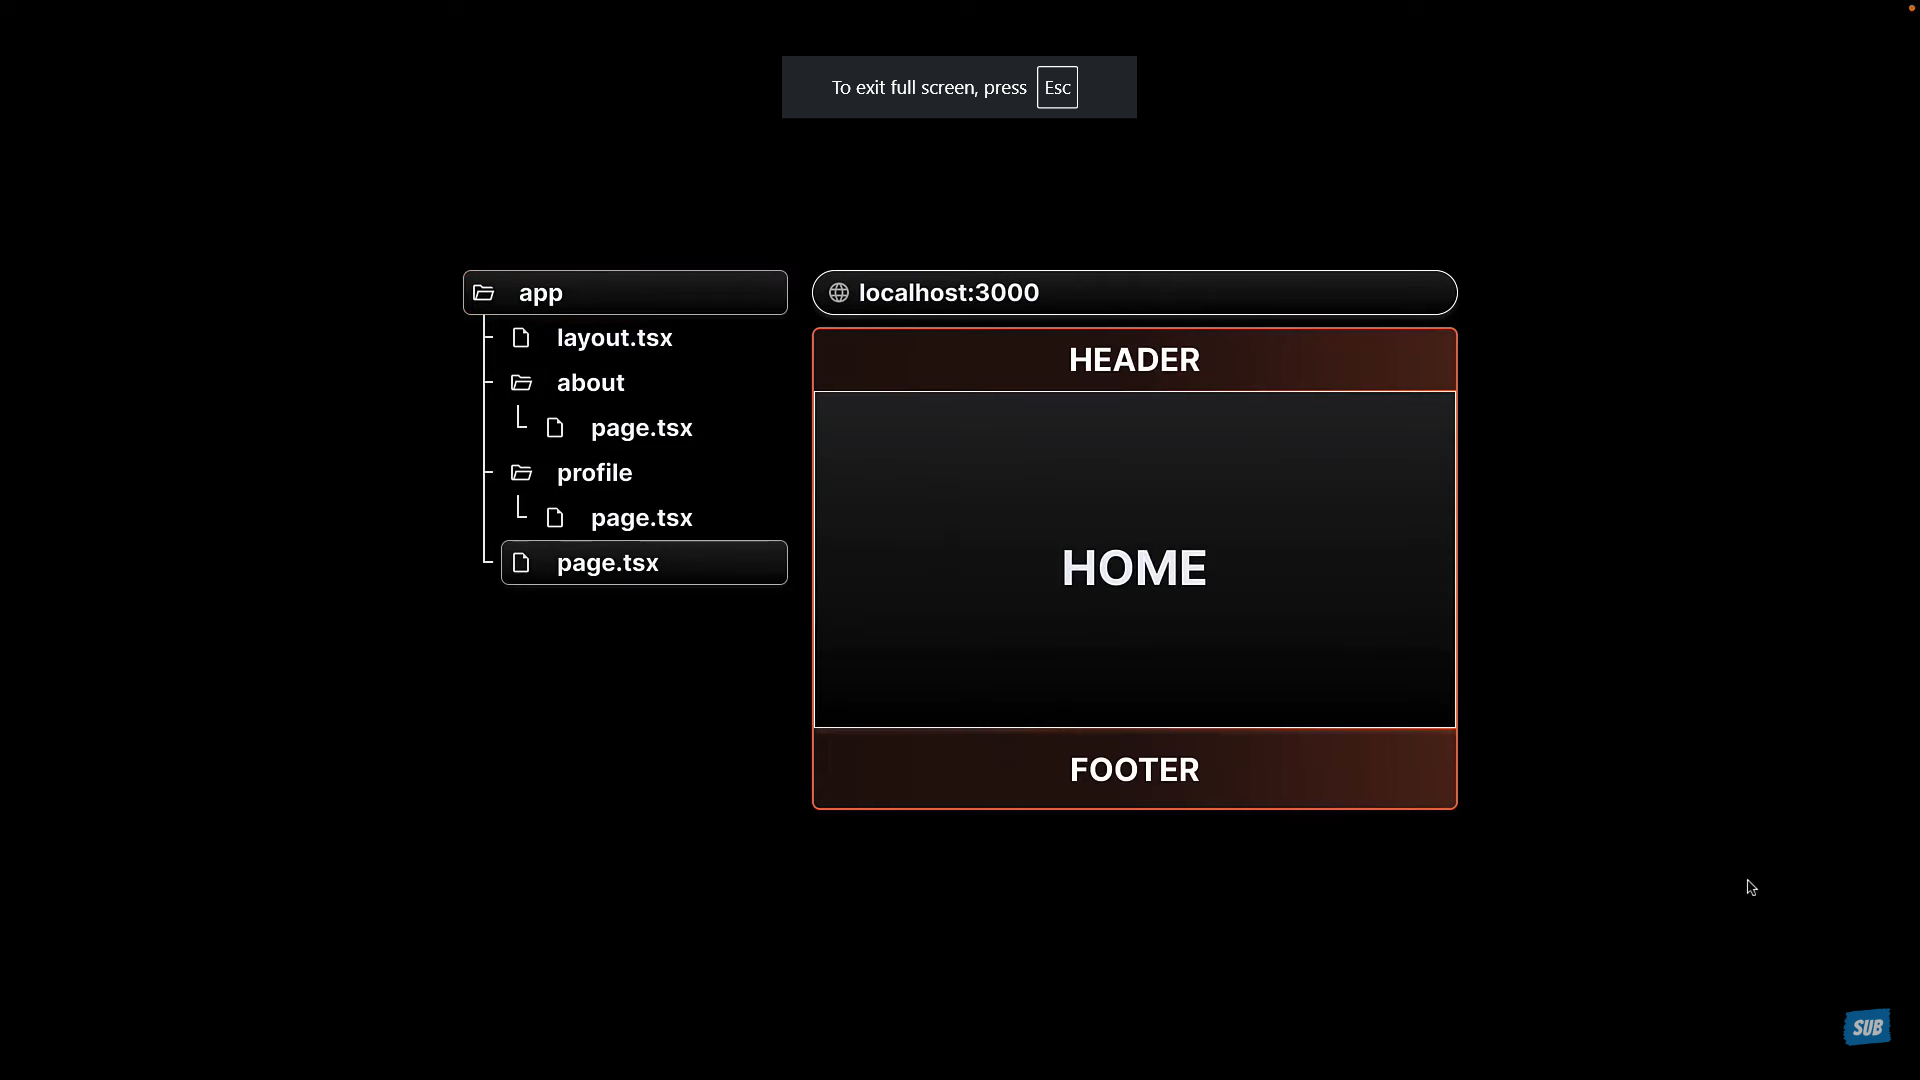 To exit full screen, press Esc
app
layout.tsx
about
page.tsx
profile
page.tsx
page.tsx
localhost:3000
HEADER
HOME
FOOTER
SUB